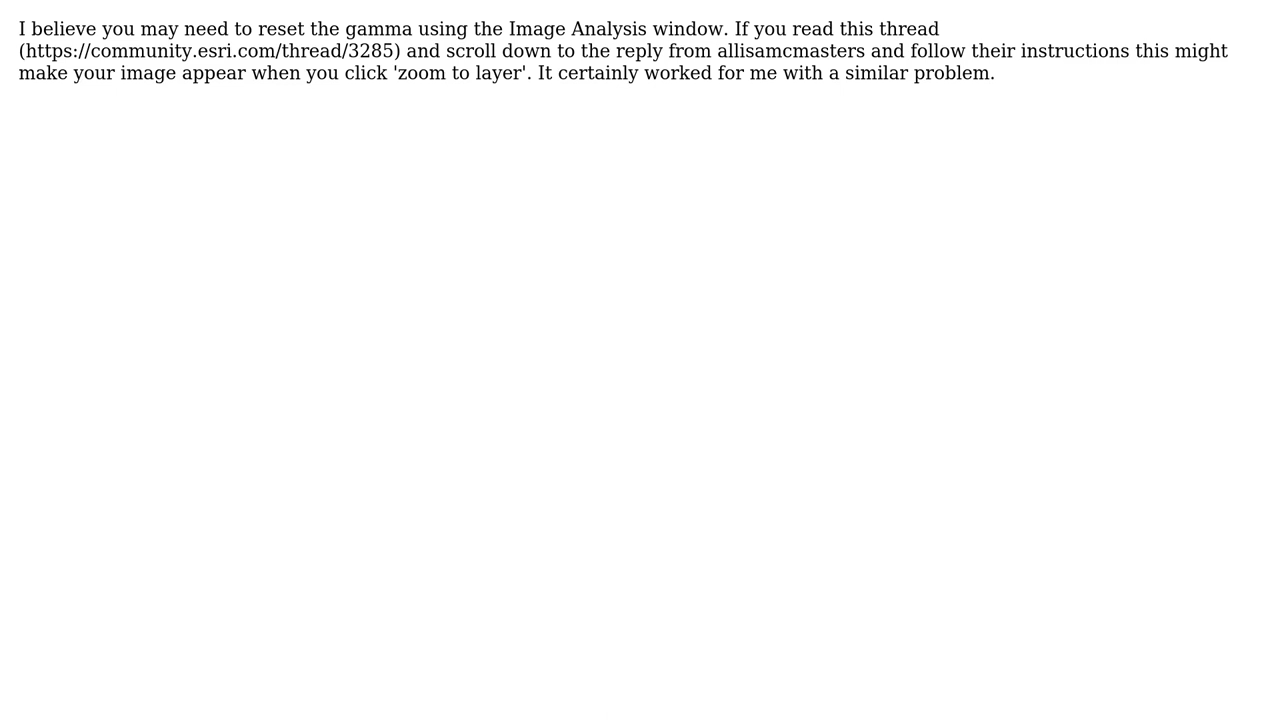 I believe you may need to reset the gamma using the Image Analysis window. If you read this thread
(https://community.esri.com/thread/3285) and scroll down to the reply from allisamcmasters and follow their instructions this might
make your image appear when you click 'zoom to layer'. It certainly worked for me with a similar problem.